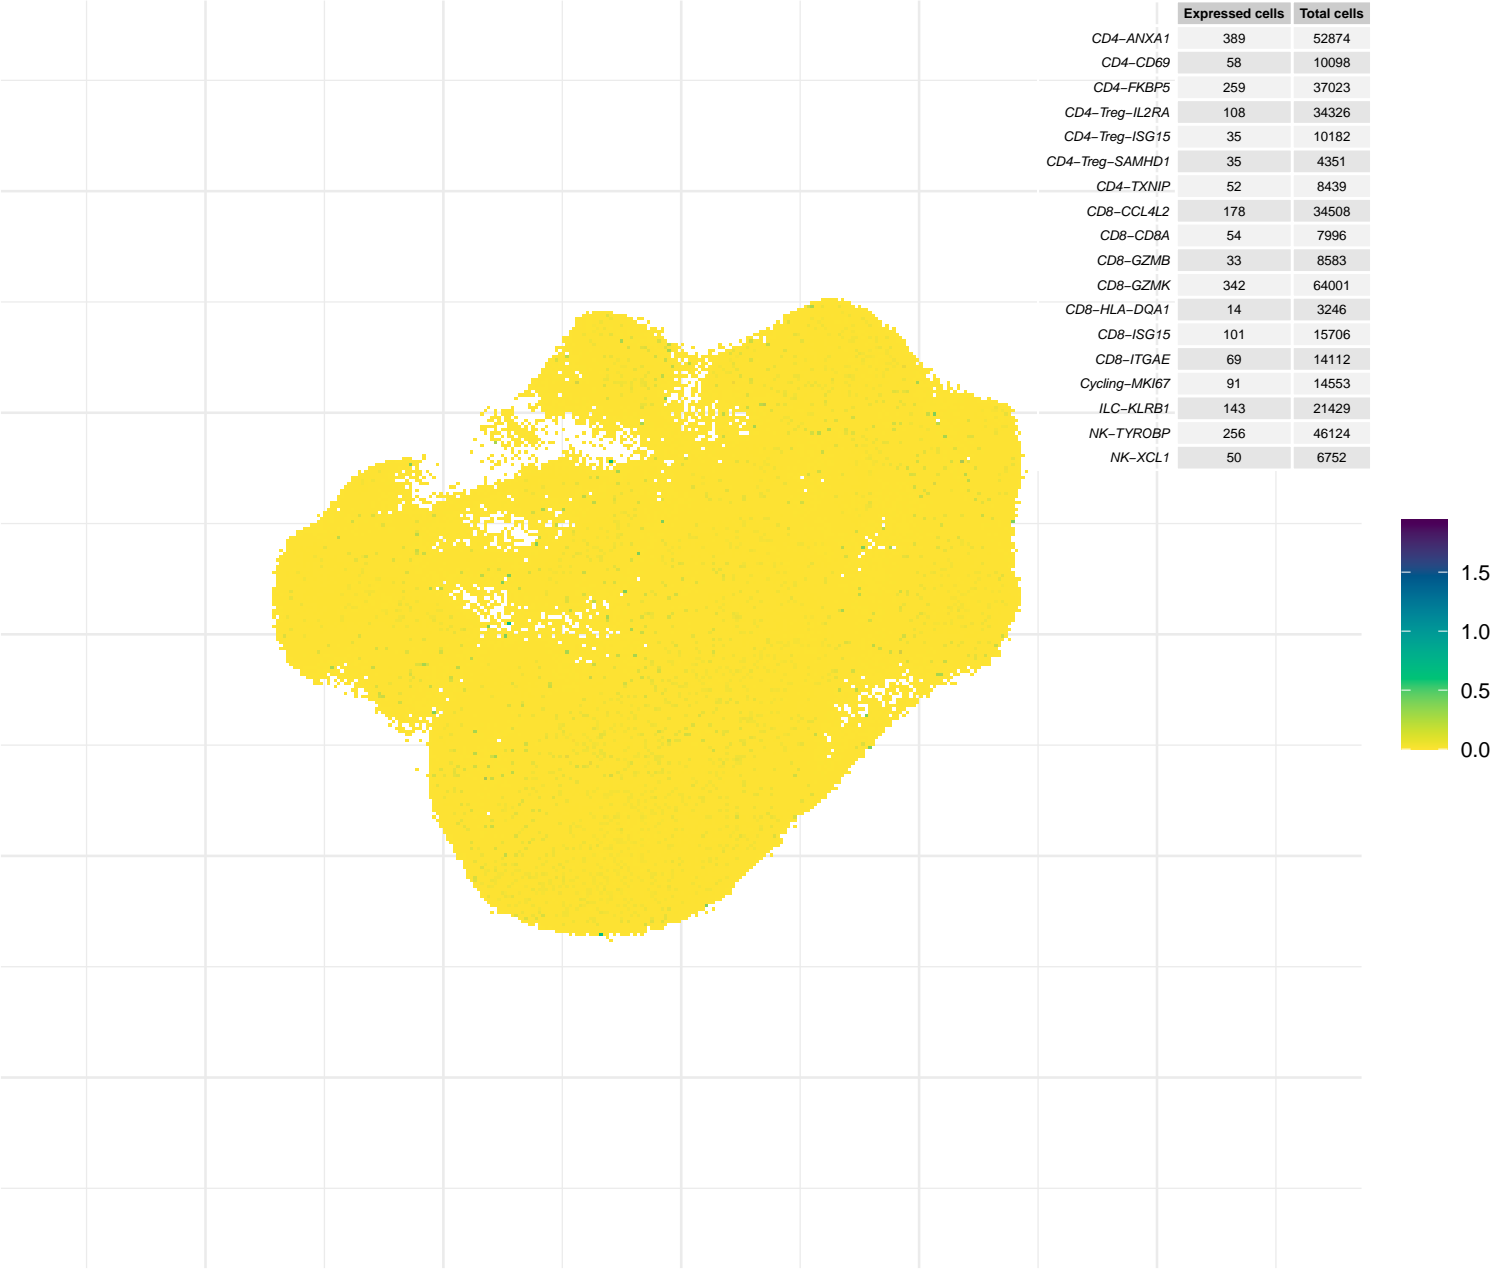 Expressed cells Total cells
CD4−ANXA1 389 52874
CD4−CD69 58 10098
CD4−FKBP5 259 37023
CD4−Treg−IL2RA 108 34326
CD4−Treg−ISG15 35 10182
CD4−Treg−SAMHD1 35 4351
CD4−TXNIP 52 8439
CD8−CCL4L2 178 34508
CD8−CD8A 54 7996
CD8−GZMB 33 8583
CD8−GZMK 342 64001
CD8−HLA−DQA1 14 3246
CD8−ISG15 101 15706
CD8−ITGAE 69 14112
Cycling−MKI67 91 14553
ILC−KLRB1 143 21429
NK−TYROBP 256 46124
NK−XCL1 50 6752
1.5
1.0
0.5
0.0